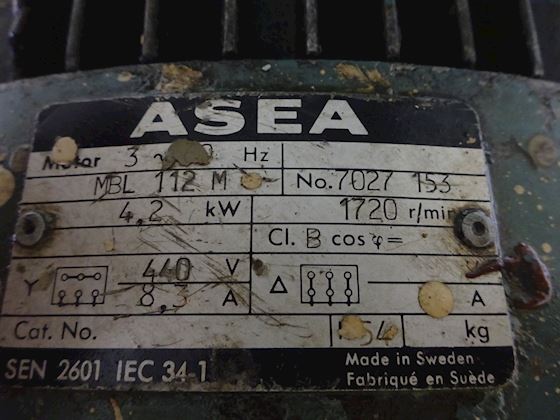 ASEA
Motor 3 ~ Hz
MBL 112 M No. 7027 153
4,2 kW 1720 r/min
Cl. B cos φ =
Y 440 V Δ V
8,3 A A
Cat. No. 54 kg
SEN 2601 IEC 34-1
Made in Sweden
Fabriqué en Suède